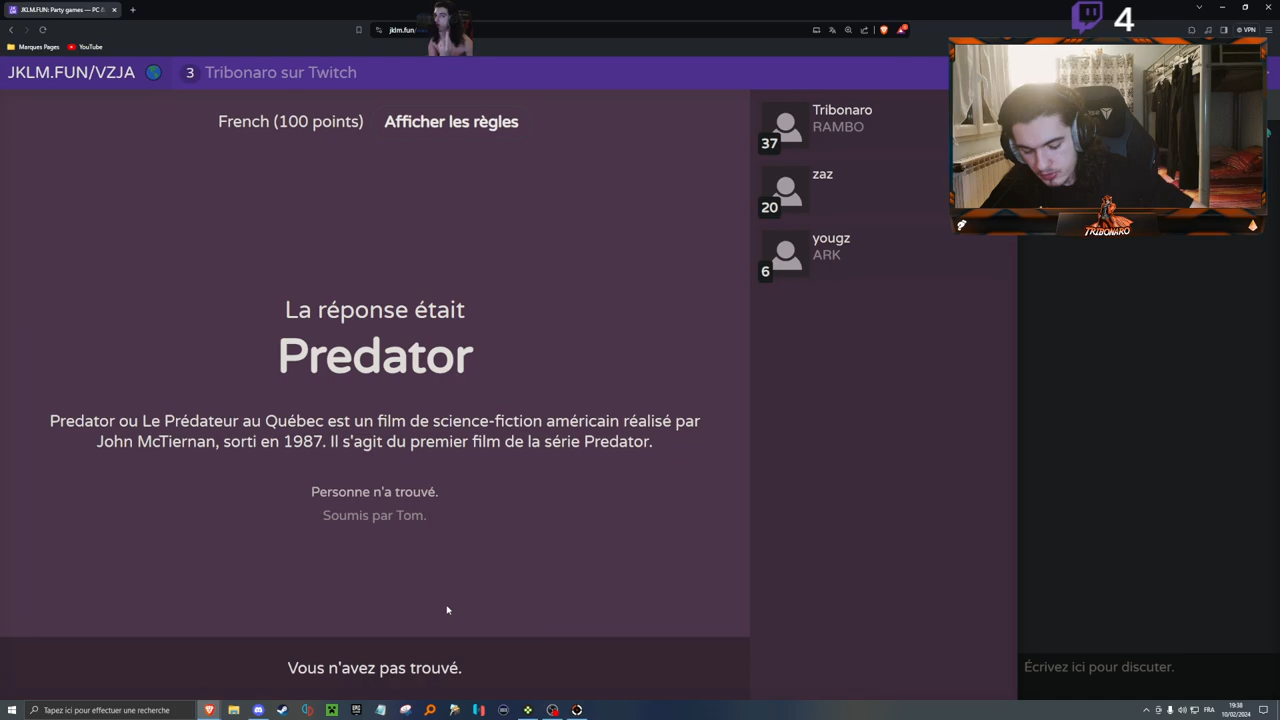 JKLM.FUN: Party games — PC &
jklm.fun/
VPN
Marques Pages
YouTube
4
JKLM.FUN/VZJA
3
Tribonaro sur Twitch
French (100 points)
Afficher les règles
Tribonaro
RAMBO
37
zaz
20
yougz
ARK
6
TRIBONARO
La réponse était
Predator
Predator ou Le Prédateur au Québec est un film de science-fiction américain réalisé par
John McTiernan, sorti en 1987. Il s'agit du premier film de la série Predator.
Personne n'a trouvé.
Soumis par Tom.
Vous n'avez pas trouvé.
Écrivez ici pour discuter.
Tapez ici pour effectuer une recherche
FRA
19:38
10/02/2024